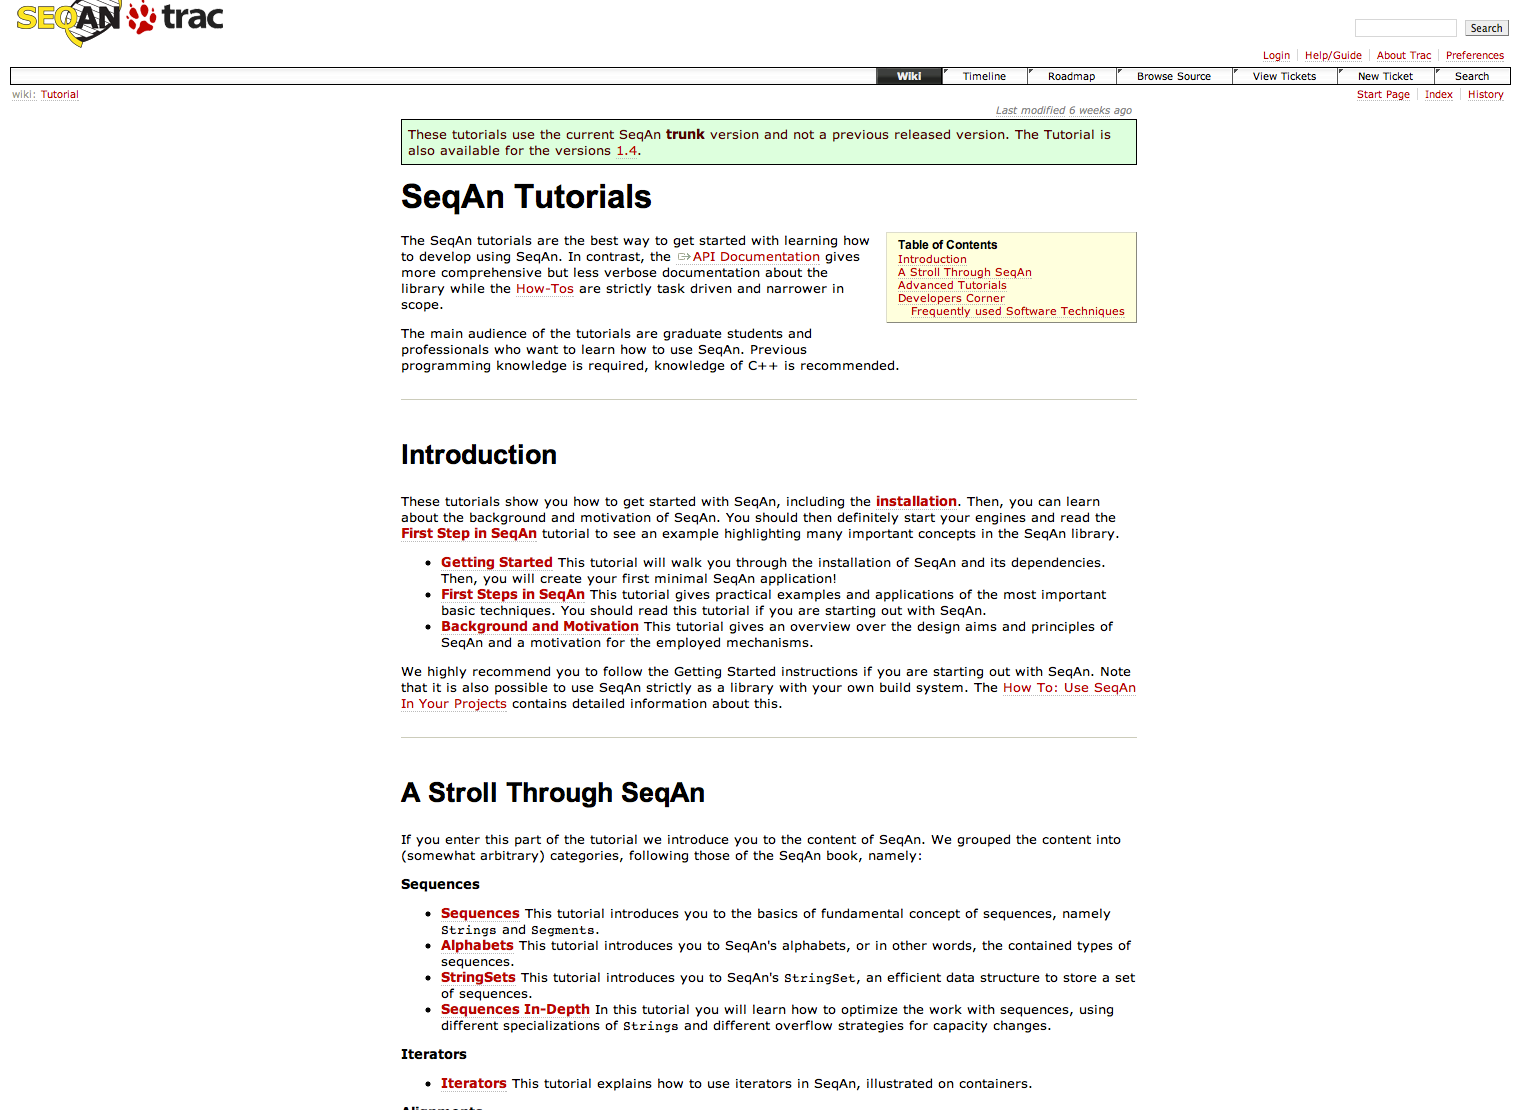 SEQAN trac
Search
Login Help/Guide About Trac Preferences
Wiki Timeline Roadmap Browse Source View Tickets New Ticket Search
wiki: Tutorial
Start Page Index History
Last modified 6 weeks ago
These tutorials use the current SeqAn trunk version and not a previous released version. The Tutorial is
also available for the versions 1.4.
SeqAn Tutorials
The SeqAn tutorials are the best way to get started with learning how
to develop using SeqAn. In contrast, the API Documentation gives
more comprehensive but less verbose documentation about the
library while the How-Tos are strictly task driven and narrower in
scope.
Table of Contents
Introduction
A Stroll Through SeqAn
Advanced Tutorials
Developers Corner
Frequently used Software Techniques
The main audience of the tutorials are graduate students and
professionals who want to learn how to use SeqAn. Previous
programming knowledge is required, knowledge of C++ is recommended.
Introduction
These tutorials show you how to get started with SeqAn, including the installation. Then, you can learn
about the background and motivation of SeqAn. You should then definitely start your engines and read the
First Step in SeqAn tutorial to see an example highlighting many important concepts in the SeqAn library.
• Getting Started This tutorial will walk you through the installation of SeqAn and its dependencies.
Then, you will create your first minimal SeqAn application!
• First Steps in SeqAn This tutorial gives practical examples and applications of the most important
basic techniques. You should read this tutorial if you are starting out with SeqAn.
• Background and Motivation This tutorial gives an overview over the design aims and principles of
SeqAn and a motivation for the employed mechanisms.
We highly recommend you to follow the Getting Started instructions if you are starting out with SeqAn. Note
that it is also possible to use SeqAn strictly as a library with your own build system. The How To: Use SeqAn
In Your Projects contains detailed information about this.
A Stroll Through SeqAn
If you enter this part of the tutorial we introduce you to the content of SeqAn. We grouped the content into
(somewhat arbitrary) categories, following those of the SeqAn book, namely:
Sequences
• Sequences This tutorial introduces you to the basics of fundamental concept of sequences, namely
Strings and Segments.
• Alphabets This tutorial introduces you to SeqAn's alphabets, or in other words, the contained types of
sequences.
• StringSets This tutorial introduces you to SeqAn's StringSet, an efficient data structure to store a set
of sequences.
• Sequences In-Depth In this tutorial you will learn how to optimize the work with sequences, using
different specializations of Strings and different overflow strategies for capacity changes.
Iterators
• Iterators This tutorial explains how to use iterators in SeqAn, illustrated on containers.